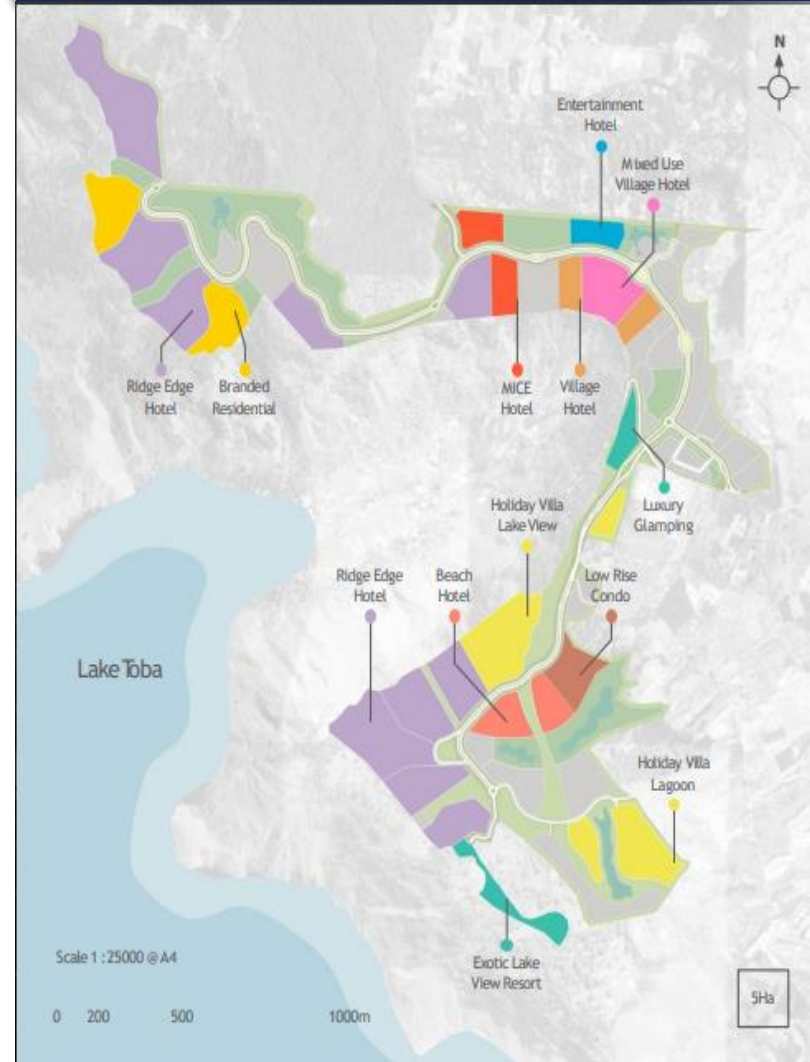 N
Entertainment
Hotel
Mixed Use
Village Hotel
Ridge Edge
Hotel
Branded
Residential
MICE
Hotel
Village
Hotel
Luxury
Glamping
Holiday Villa
Lake View
Ridge Edge
Hotel
Beach
Hotel
Low Rise
Condo
Lake Toba
Holiday Villa
Lagoon
Exotic Lake
View Resort
Scale 1 : 25000 @ A4
0 200 500 1000m
5Ha